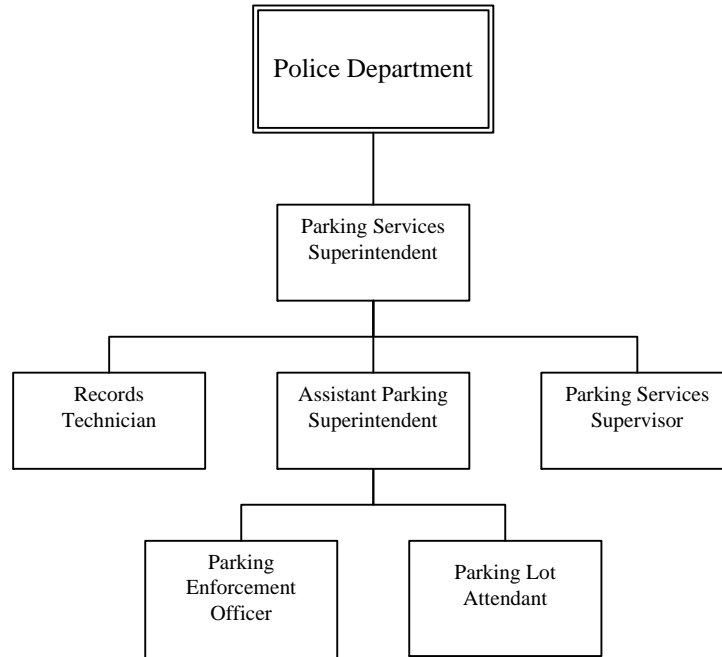 Police Department
Parking Services
Superintendent
Records
Technician
Assistant Parking
Superintendent
Parking Services
Supervisor
Parking
Enforcement
Officer
Parking Lot
Attendant